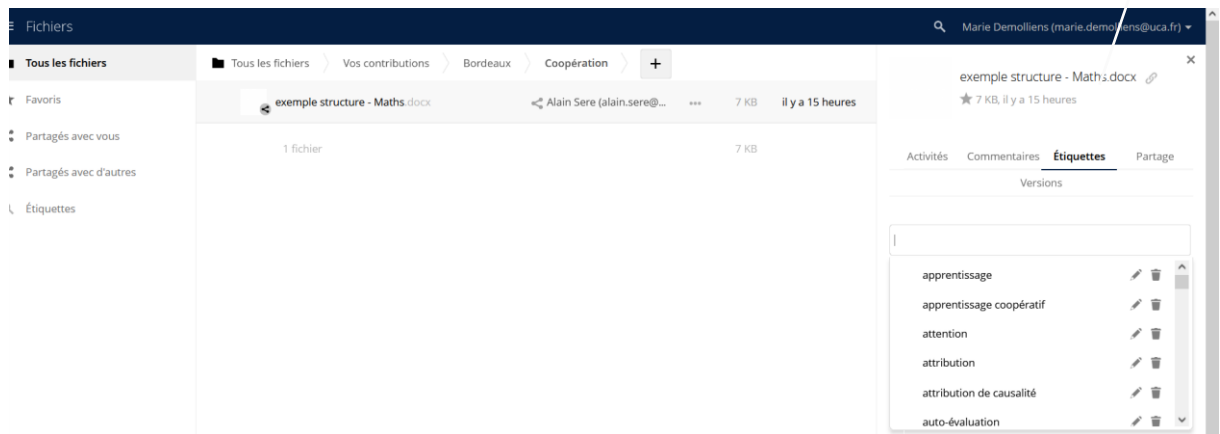 Fichiers
Marie Demolliens (marie.demolliens@uca.fr)
Tous les fichiers
Favoris
Partagés avec vous
Partagés avec d'autres
Étiquettes
Tous les fichiers Vos contributions Bordeaux Coopération +
exemple structure - Maths.docx Alain Sere (alain.sere@... ••• 7 KB il y a 15 heures
1 fichier 7 KB
exemple structure - Maths.docx
7 KB, il y a 15 heures
Activités Commentaires Étiquettes Partage
Versions
apprentissage
apprentissage coopératif
attention
attribution
attribution de causalité
auto-évaluation